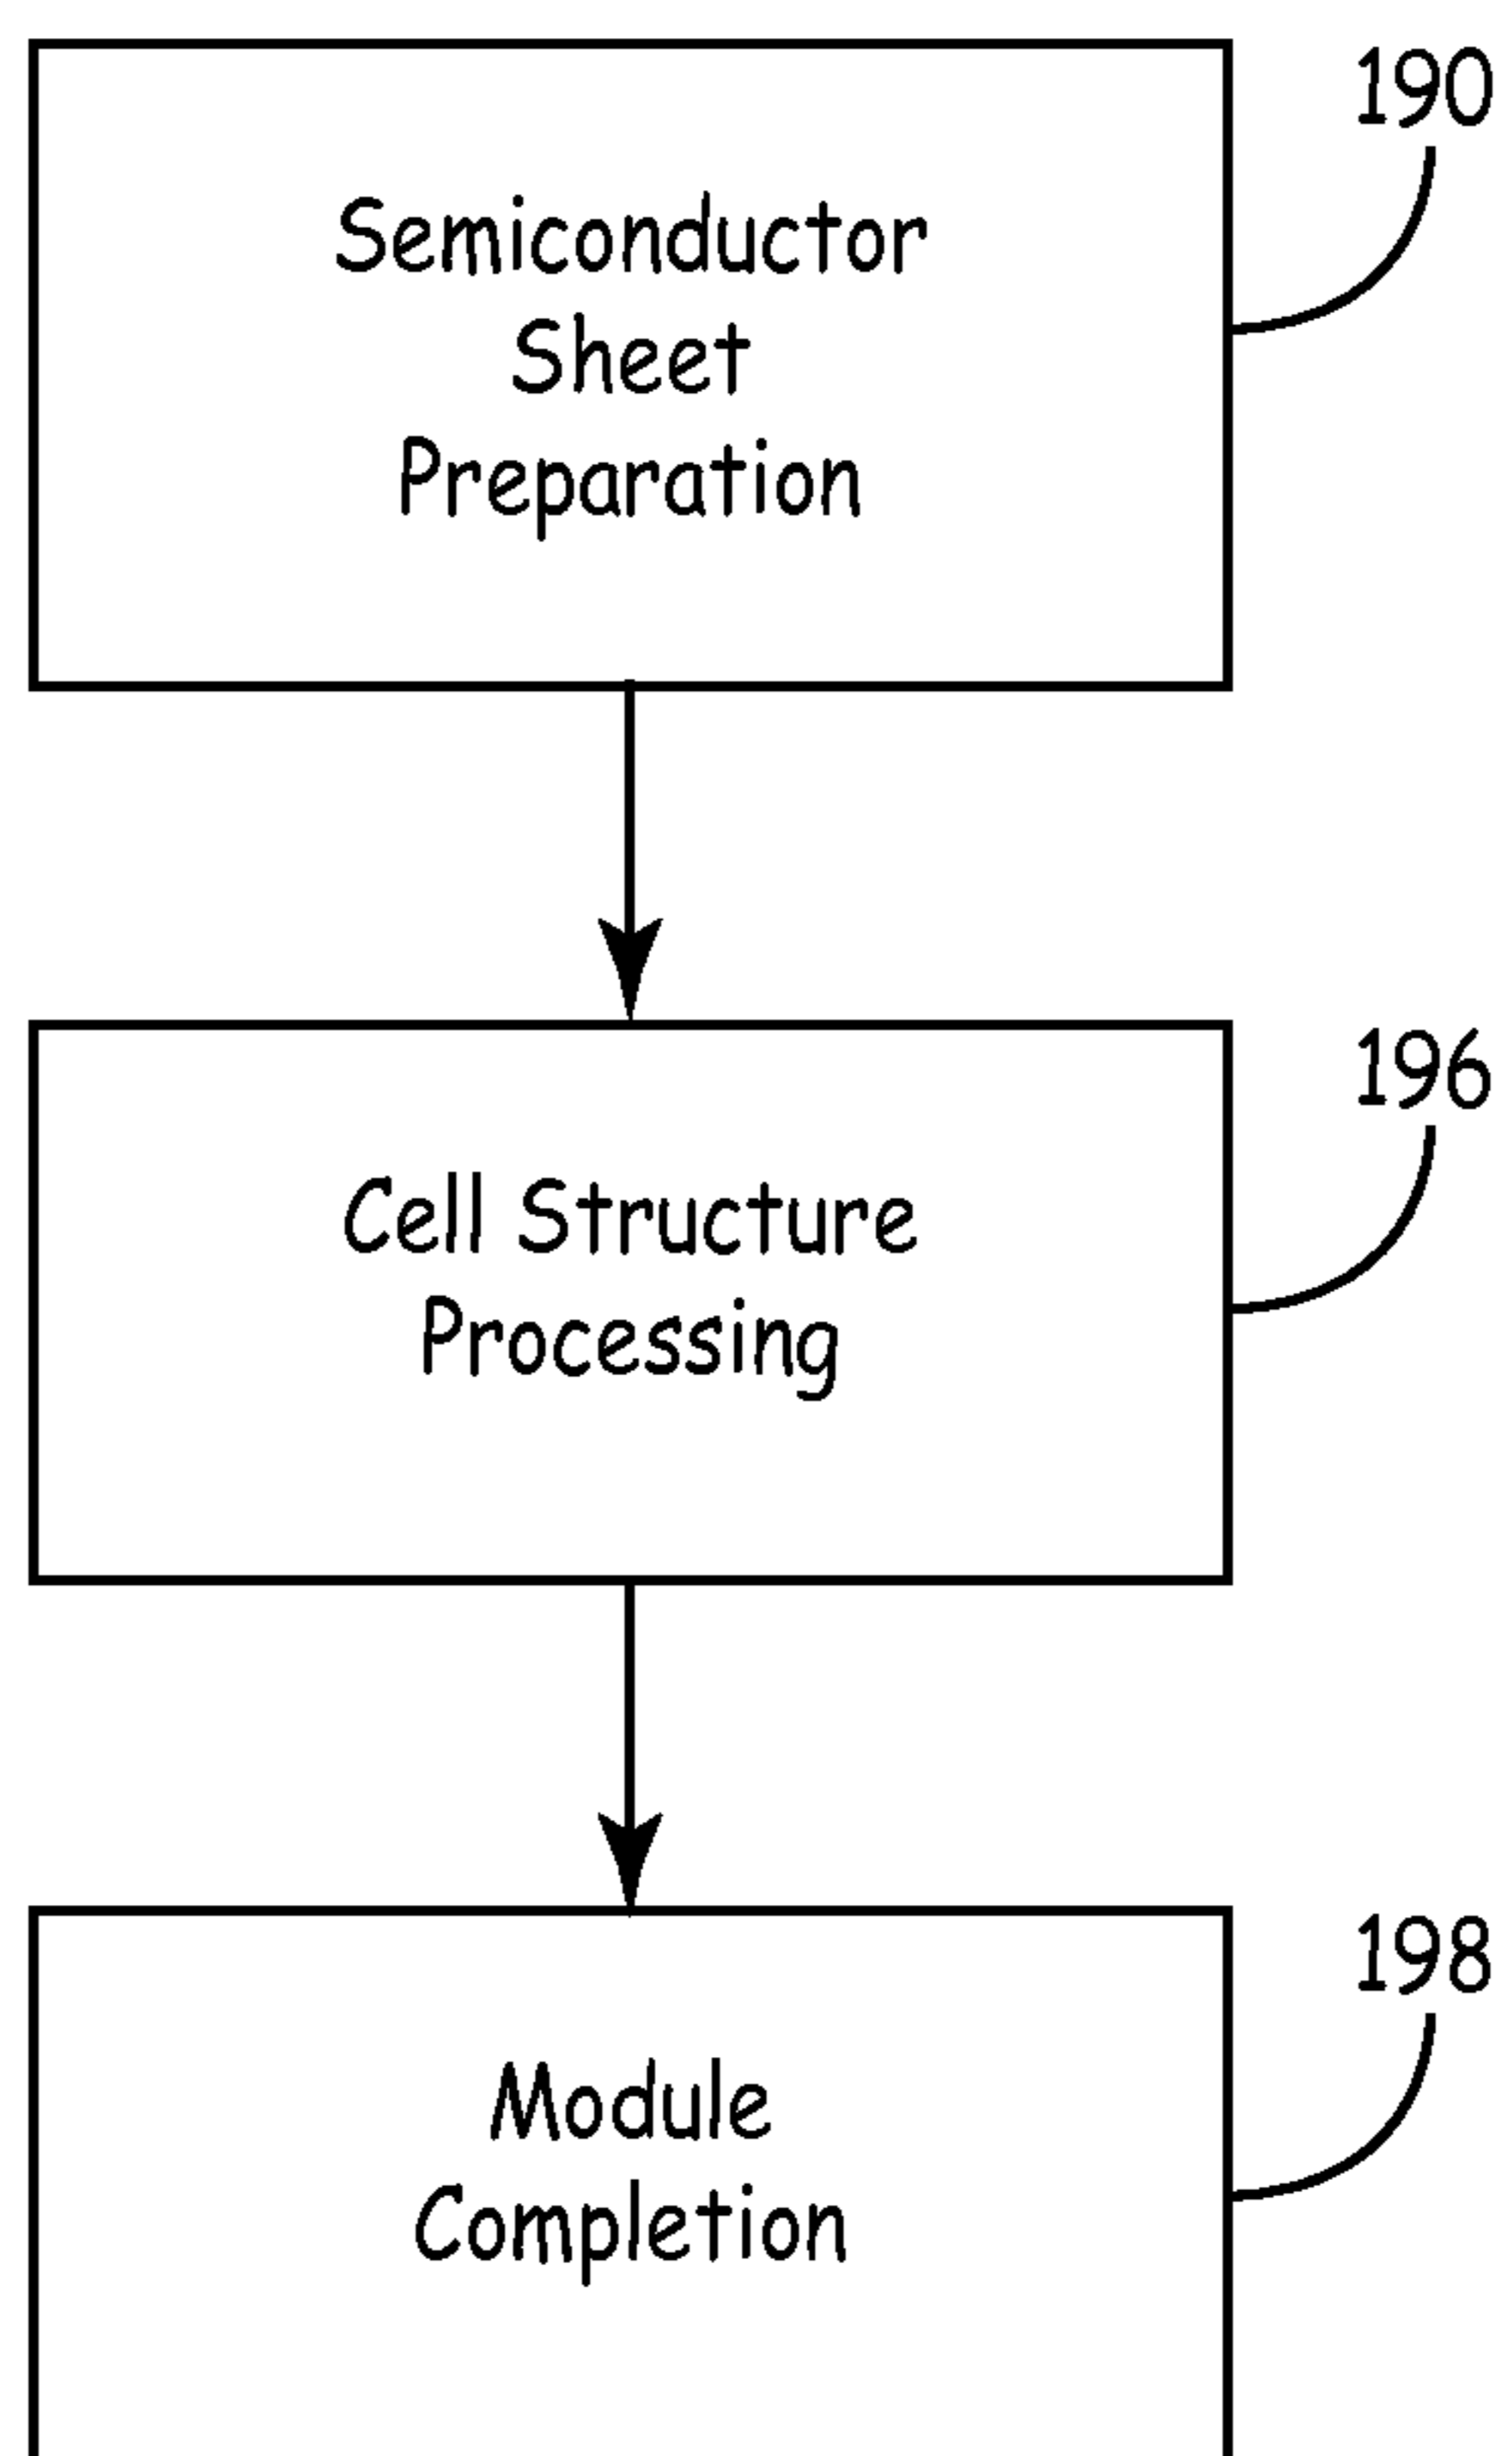 190
Semiconductor
Sheet
Preparation
196
Cell Structure
Processing
198
Module
Completion